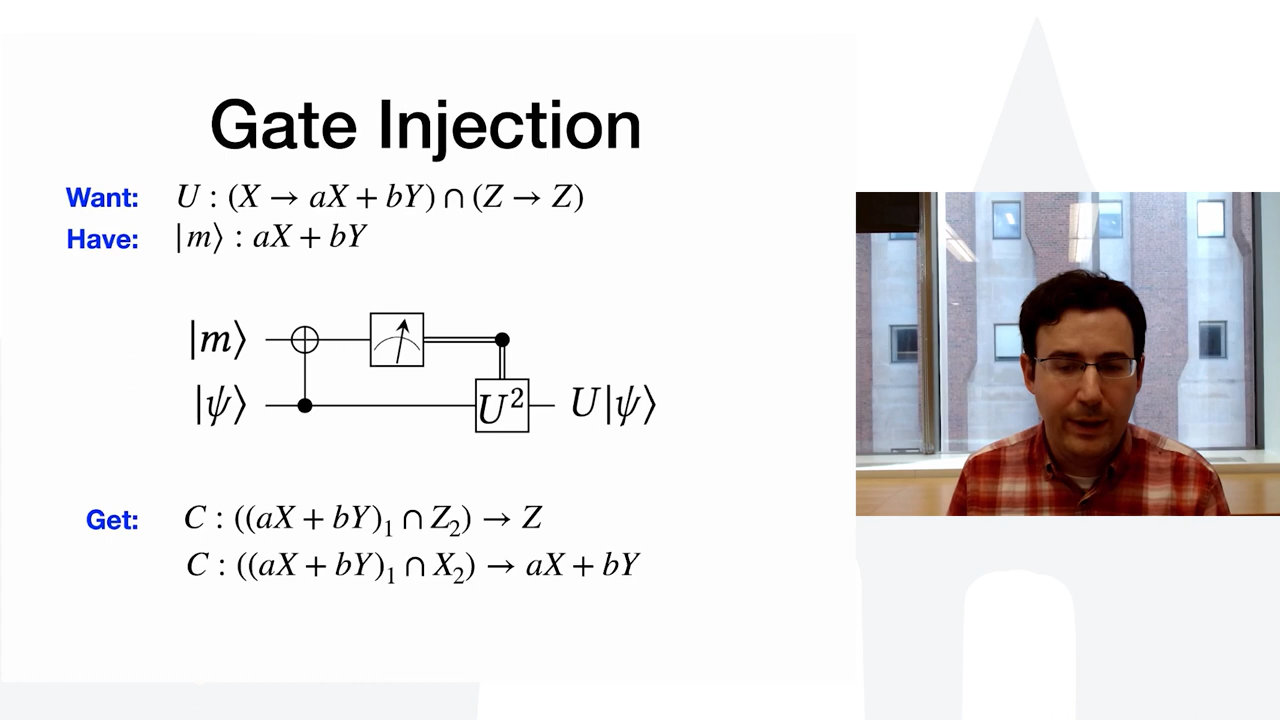 Gate Injection
Want: U : (X → aX + bY) ∩ (Z → Z)
Have: |m⟩ : aX + bY
|m⟩
|ψ⟩ U² U|ψ⟩
Get: C : ((aX + bY)₁ ∩ Z₂) → Z
C : ((aX + bY)₁ ∩ X₂) → aX + bY